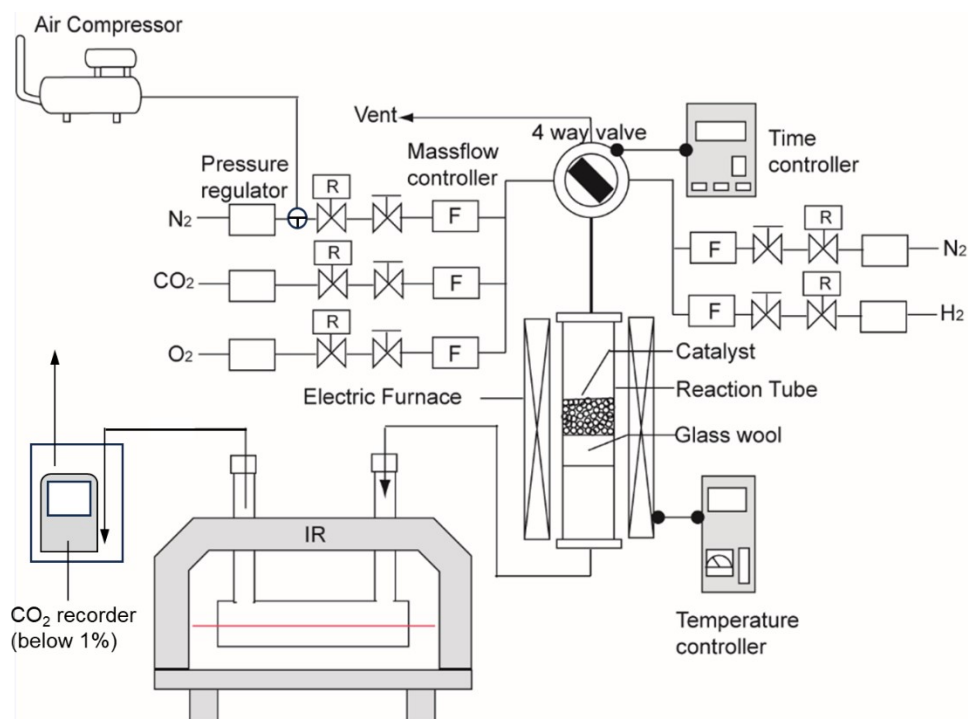 Air Compressor
Vent
4 way valve
Time
controller
Pressure
regulator
Massflow
controller
R
N2
F
F
R
N2
CO2
R
F
F
R
H2
O2
R
F
Catalyst
Electric Furnace
Reaction Tube
Glass wool
IR
CO2 recorder
(below 1%)
Temperature
controller